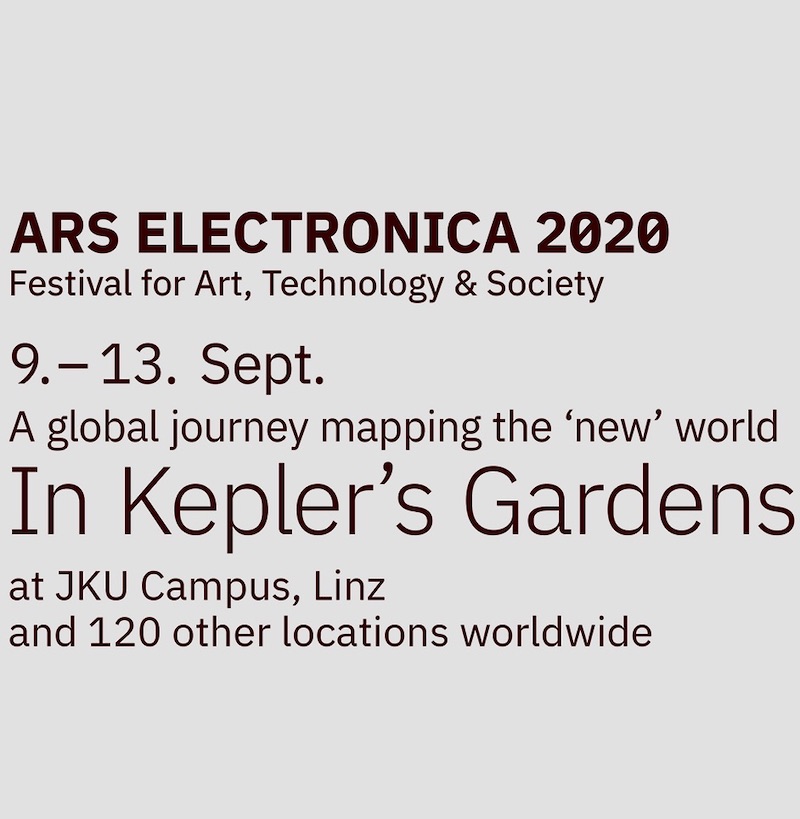 ARS ELECTRONICA 2020
Festival for Art, Technology & Society
9.– 13. Sept.
A global journey mapping the ‘new’ world
In Kepler’s Gardens
at JKU Campus, Linz
and 120 other locations worldwide